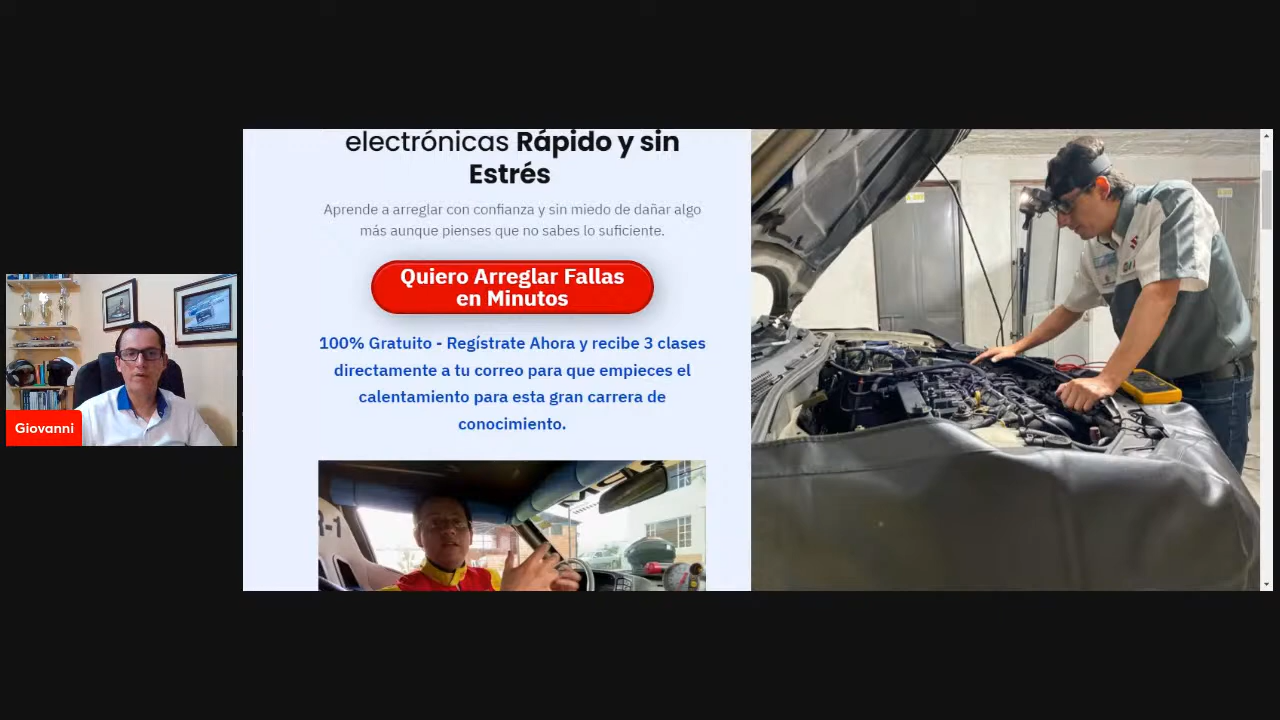 electrónicas Rápido y sin
Estrés
Aprende a arreglar con confianza y sin miedo de dañar algo
más aunque pienses que no sabes lo suficiente.
Quiero Arreglar Fallas
en Minutos
100% Gratuito - Regístrate Ahora y recibe 3 clases
directamente a tu correo para que empieces el
calentamiento para esta gran carrera de
conocimiento.
Giovanni